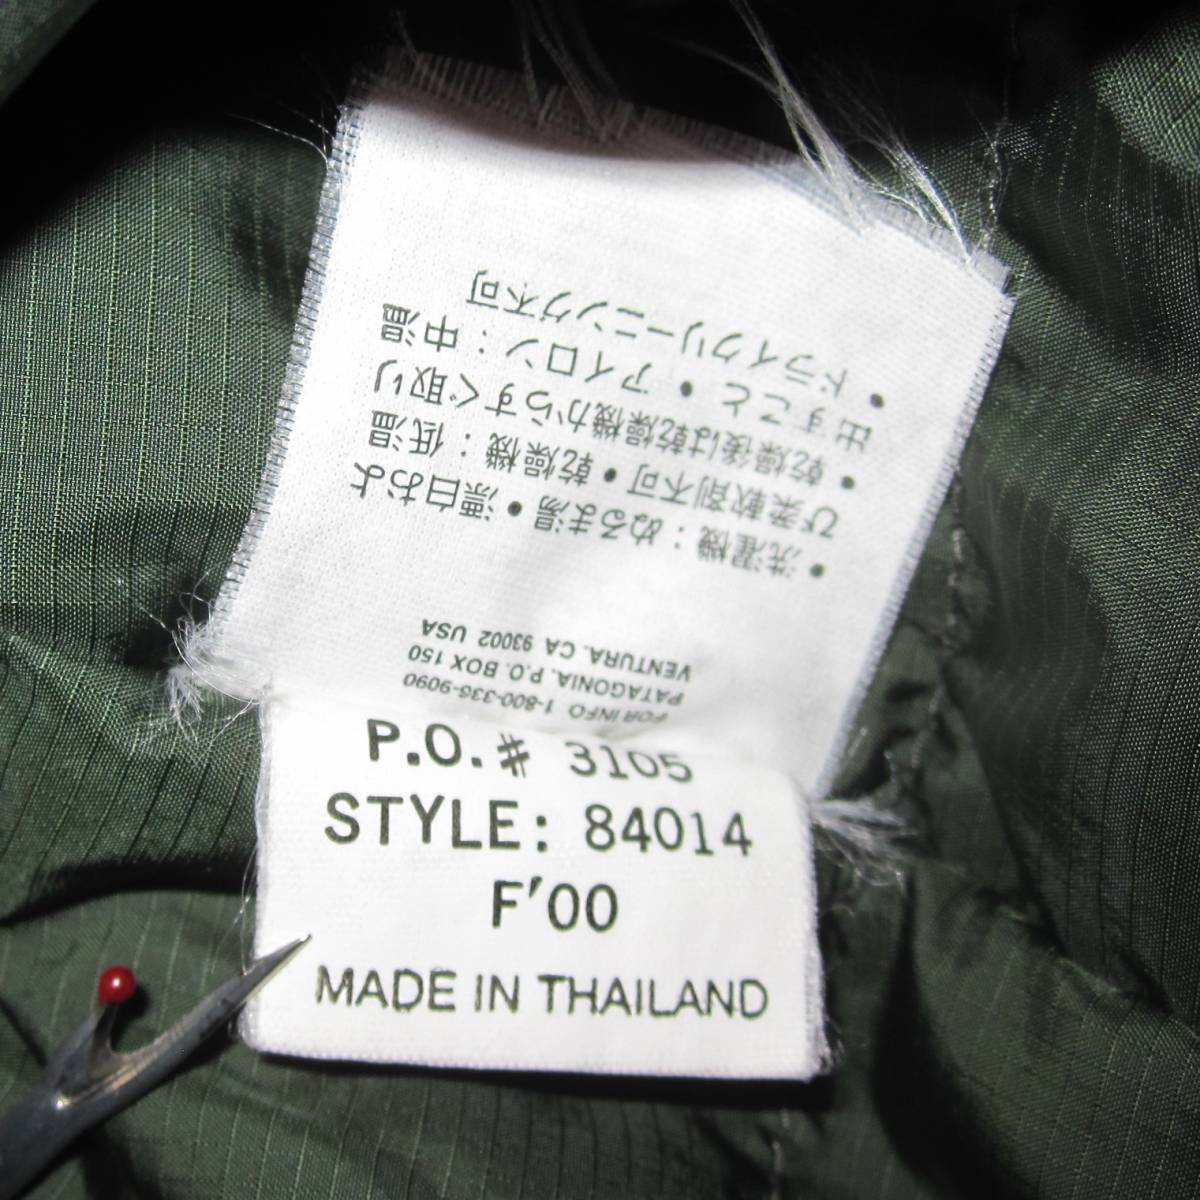 ・洗濯機：ぬるま湯・漂白およ
び柔軟剤不可・乾燥機：低温
・乾燥後は乾燥機からすぐ取り
出すこと・アイロン：中温
・ドライクリーニング不可
VENTURA, CA 93002 USA
PATAGONIA, P.O. BOX 150
FOR INFO 1-800-336-9090
P.O.# 3105
STYLE: 84014
F'00
MADE IN THAILAND